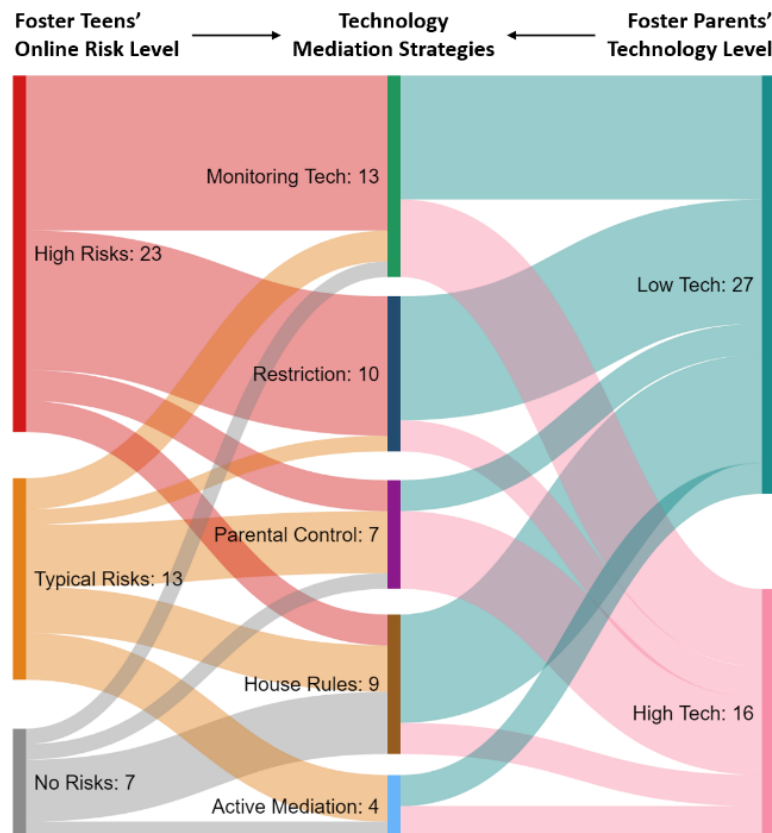 Foster Teens'
Online Risk Level
Technology
Mediation Strategies
Foster Parents'
Technology Level
Monitoring Tech: 13
High Risks: 23
Low Tech: 27
Restriction: 10
Parental Control: 7
Typical Risks: 13
House Rules: 9
High Tech: 16
No Risks: 7
Active Mediation: 4